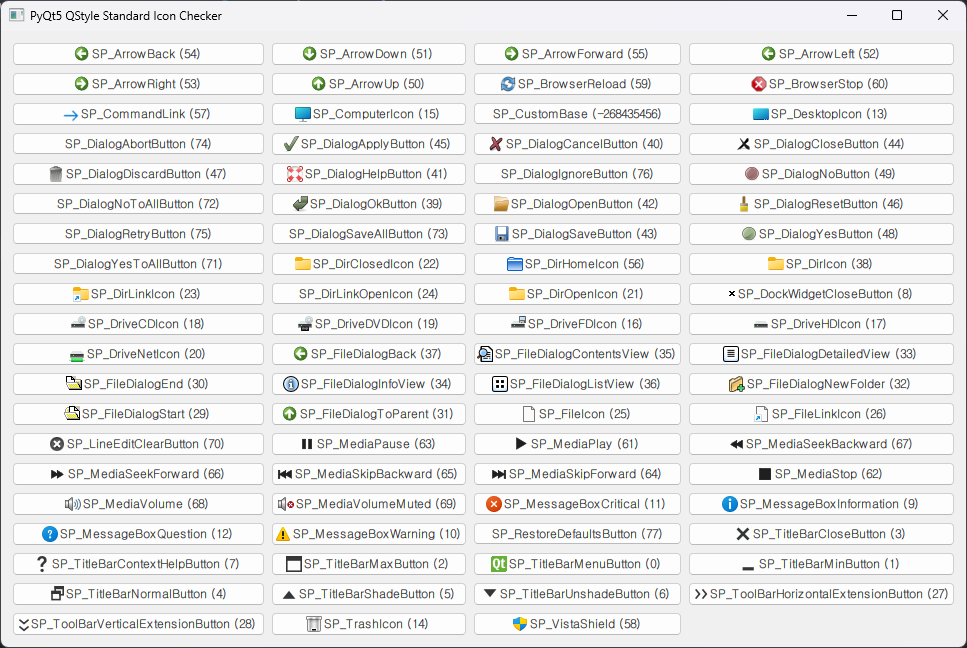 PyQt5 QStyle Standard Icon Checker
SP_ArrowBack (54) SP_ArrowDown (51) SP_ArrowForward (55) SP_ArrowLeft (52)
SP_ArrowRight (53) SP_ArrowUp (50) SP_BrowserReload (59) SP_BrowserStop (60)
SP_CommandLink (57) SP_ComputerIcon (15) SP_CustomBase (-268435456) SP_DesktopIcon (13)
SP_DialogAbortButton (74) SP_DialogApplyButton (45) SP_DialogCancelButton (40) SP_DialogCloseButton (44)
SP_DialogDiscardButton (47) SP_DialogHelpButton (41) SP_DialogIgnoreButton (76) SP_DialogNoButton (49)
SP_DialogNoToAllButton (72) SP_DialogOkButton (39) SP_DialogOpenButton (42) SP_DialogResetButton (46)
SP_DialogRetryButton (75) SP_DialogSaveAllButton (73) SP_DialogSaveButton (43) SP_DialogYesButton (48)
SP_DialogYesToAllButton (71) SP_DirClosedIcon (22) SP_DirHomeIcon (56) SP_DirIcon (38)
SP_DirLinkIcon (23) SP_DirLinkOpenIcon (24) SP_DirOpenIcon (21) SP_DockWidgetCloseButton (8)
SP_DriveCDIcon (18) SP_DriveDVDIcon (19) SP_DriveFDIcon (16) SP_DriveHDIcon (17)
SP_DriveNetIcon (20) SP_FileDialogBack (37) SP_FileDialogContentsView (35) SP_FileDialogDetailedView (33)
SP_FileDialogEnd (30) SP_FileDialogInfoView (34) SP_FileDialogListView (36) SP_FileDialogNewFolder (32)
SP_FileDialogStart (29) SP_FileDialogToParent (31) SP_FileIcon (25) SP_FileLinkIcon (26)
SP_LineEditClearButton (70) SP_MediaPause (63) SP_MediaPlay (61) SP_MediaSeekBackward (67)
SP_MediaSeekForward (66) SP_MediaSkipBackward (65) SP_MediaSkipForward (64) SP_MediaStop (62)
SP_MediaVolume (68) SP_MediaVolumeMuted (69) SP_MessageBoxCritical (11) SP_MessageBoxInformation (9)
SP_MessageBoxQuestion (12) SP_MessageBoxWarning (10) SP_RestoreDefaultsButton (77) SP_TitleBarCloseButton (3)
SP_TitleBarContextHelpButton (7) SP_TitleBarMaxButton (2) Qt SP_TitleBarMenuButton (0) SP_TitleBarMinButton (1)
SP_TitleBarNormalButton (4) SP_TitleBarShadeButton (5) SP_TitleBarUnshadeButton (6) SP_ToolBarHorizontalExtensionButton (27)
SP_ToolBarVerticalExtensionButton (28) SP_TrashIcon (14) SP_VistaShield (58)